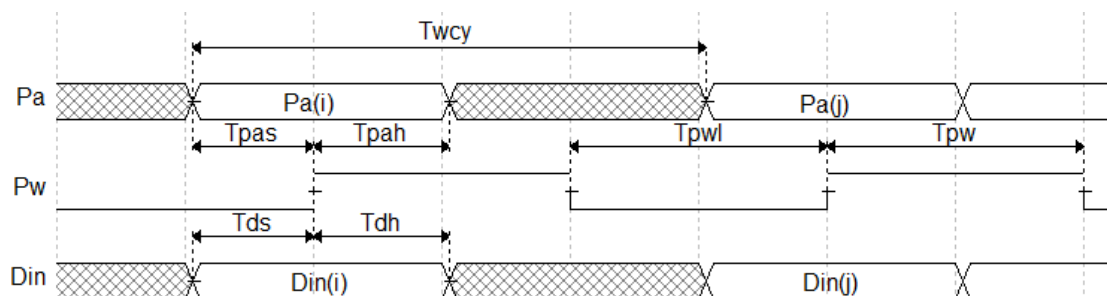 Twcy
Pa Pa(i) Pa(j)
Tpas Tpah Tpwl Tpw
Pw
Tds Tdh
Din Din(i) Din(j)